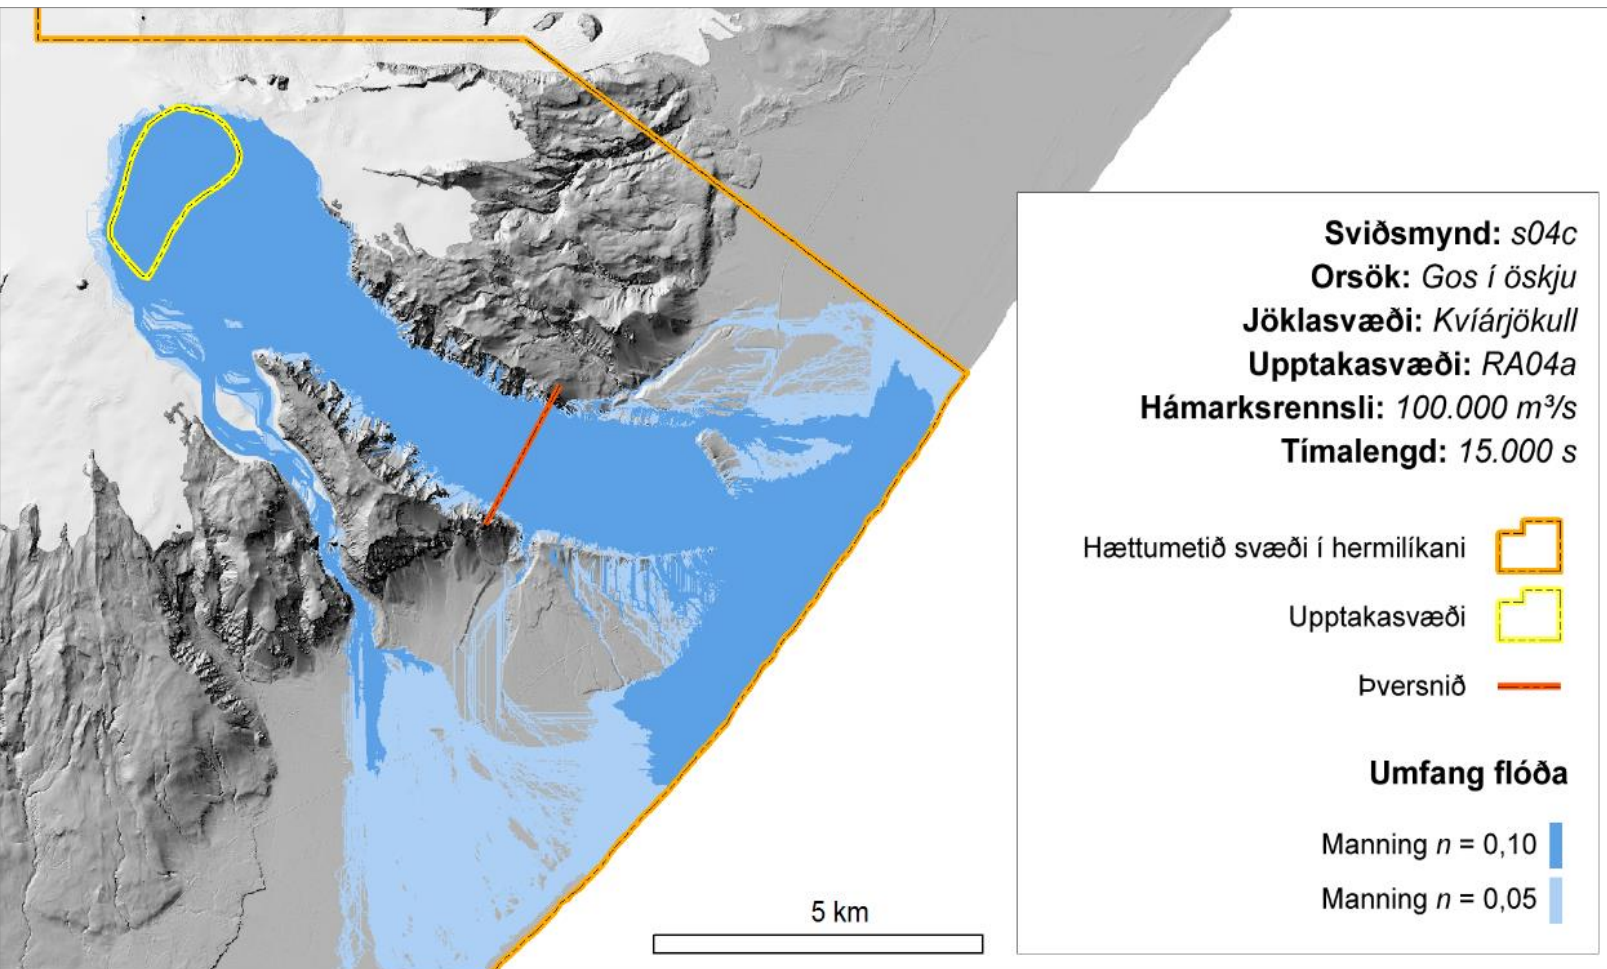 Sviðsmynd: s04c
Orsök: Gos í öskju
Jöklasvæði: Kvíárjökull
Upptakasvæði: RA04a
Hámarksrennsli: 100.000 m³/s
Tímalengd: 15.000 s
Hættumetið svæði í hermilíkani
Upptakasvæði
Þversnið
Umfang flóða
Manning n = 0,10
Manning n = 0,05
5 km